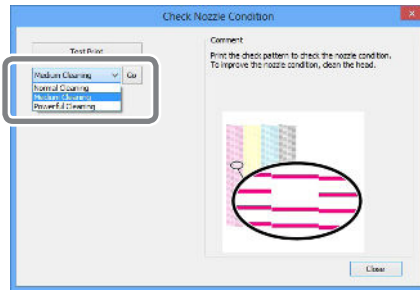 Check Nozzle Condition
Test Print
Medium Cleaning
Go
Normal Cleaning
Medium Cleaning
Powerful Cleaning
Comment
Print the check pattern to check the nozzle condition.
To improve the nozzle condition, clean the head.
Close